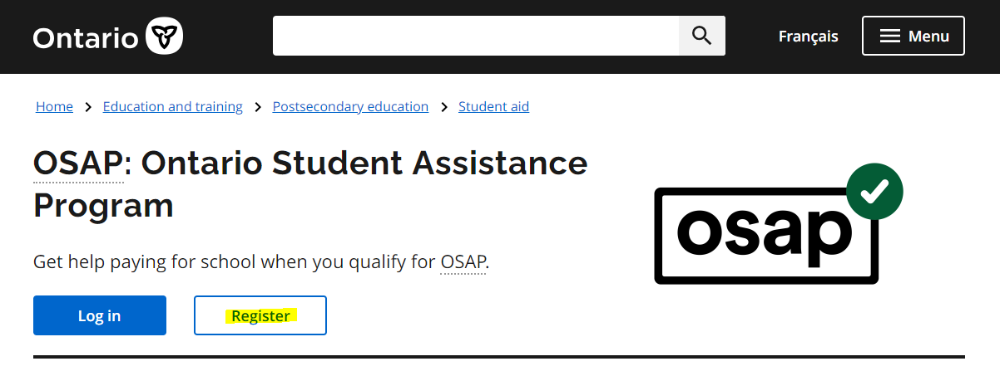 Ontario
Français
Menu
Home > Education and training > Postsecondary education > Student aid
OSAP: Ontario Student Assistance
Program
osap
Get help paying for school when you qualify for OSAP.
Log in
Register